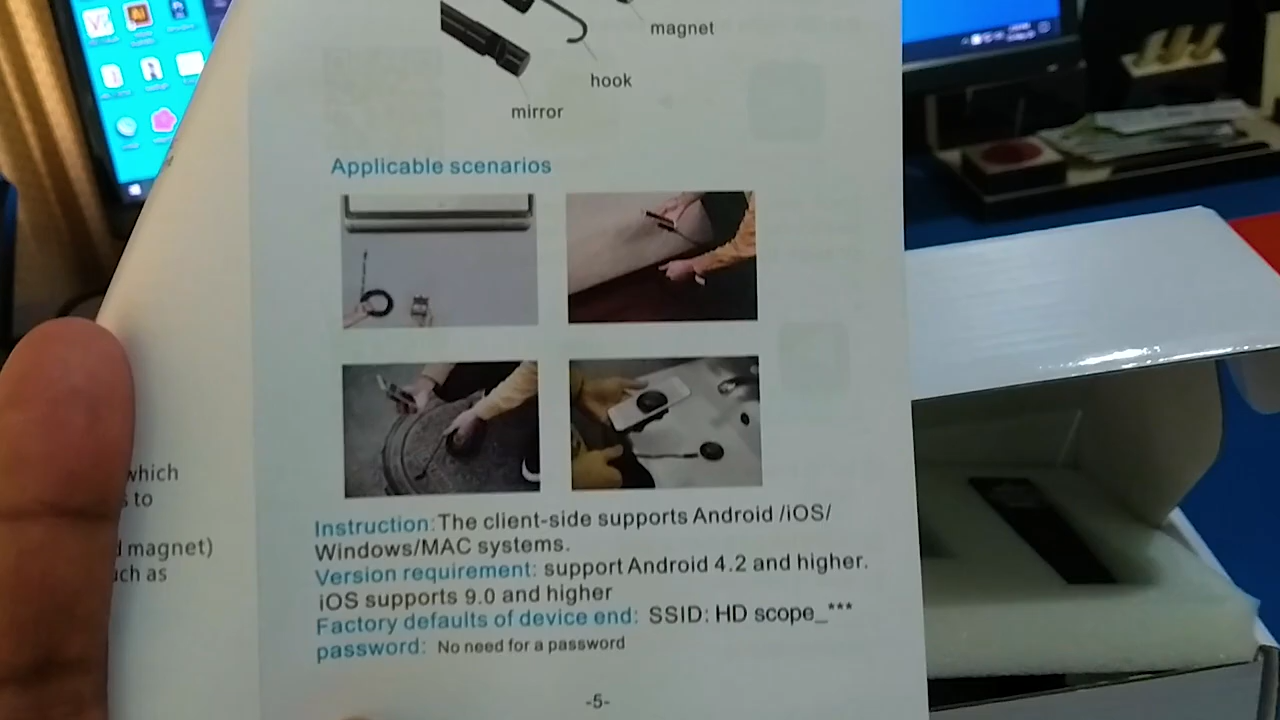 magnet
hook
mirror
Applicable scenarios
which
s to
magnet)
uch as
Instruction: The client-side supports Android /iOS/
Windows/MAC systems.
Version requirement: support Android 4.2 and higher.
iOS supports 9.0 and higher
Factory defaults of device end: SSID: HD scope_***
password: No need for a password
-5-